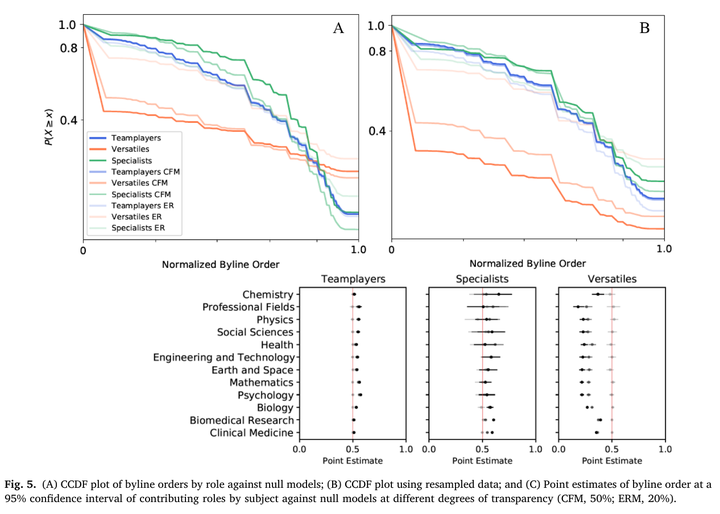 A
B
1.0
0.8
0.4
P(X ≥ x)
Teamplayers
Versatiles
Specialists
Teamplayers CFM
Versatiles CFM
Specialists CFM
Teamplayers ER
Versatiles ER
Specialists ER
0
1.0
Normalized Byline Order
1.0
0.8
0.4
0
1.0
Normalized Byline Order
Teamplayers
Specialists
Versatiles
Chemistry
Professional Fields
Physics
Social Sciences
Health
Engineering and Technology
Earth and Space
Mathematics
Psychology
Biology
Biomedical Research
Clinical Medicine
0.0 0.5 1.0
0.0 0.5 1.0
0.0 0.5 1.0
Point Estimate
Point Estimate
Point Estimate
Fig. 5. (A) CCDF plot of byline orders by role against null models; (B) CCDF plot using resampled data; and (C) Point estimates of byline order at a
95% confidence interval of contributing roles by subject against null models at different degrees of transparency (CFM, 50%; ERM, 20%).